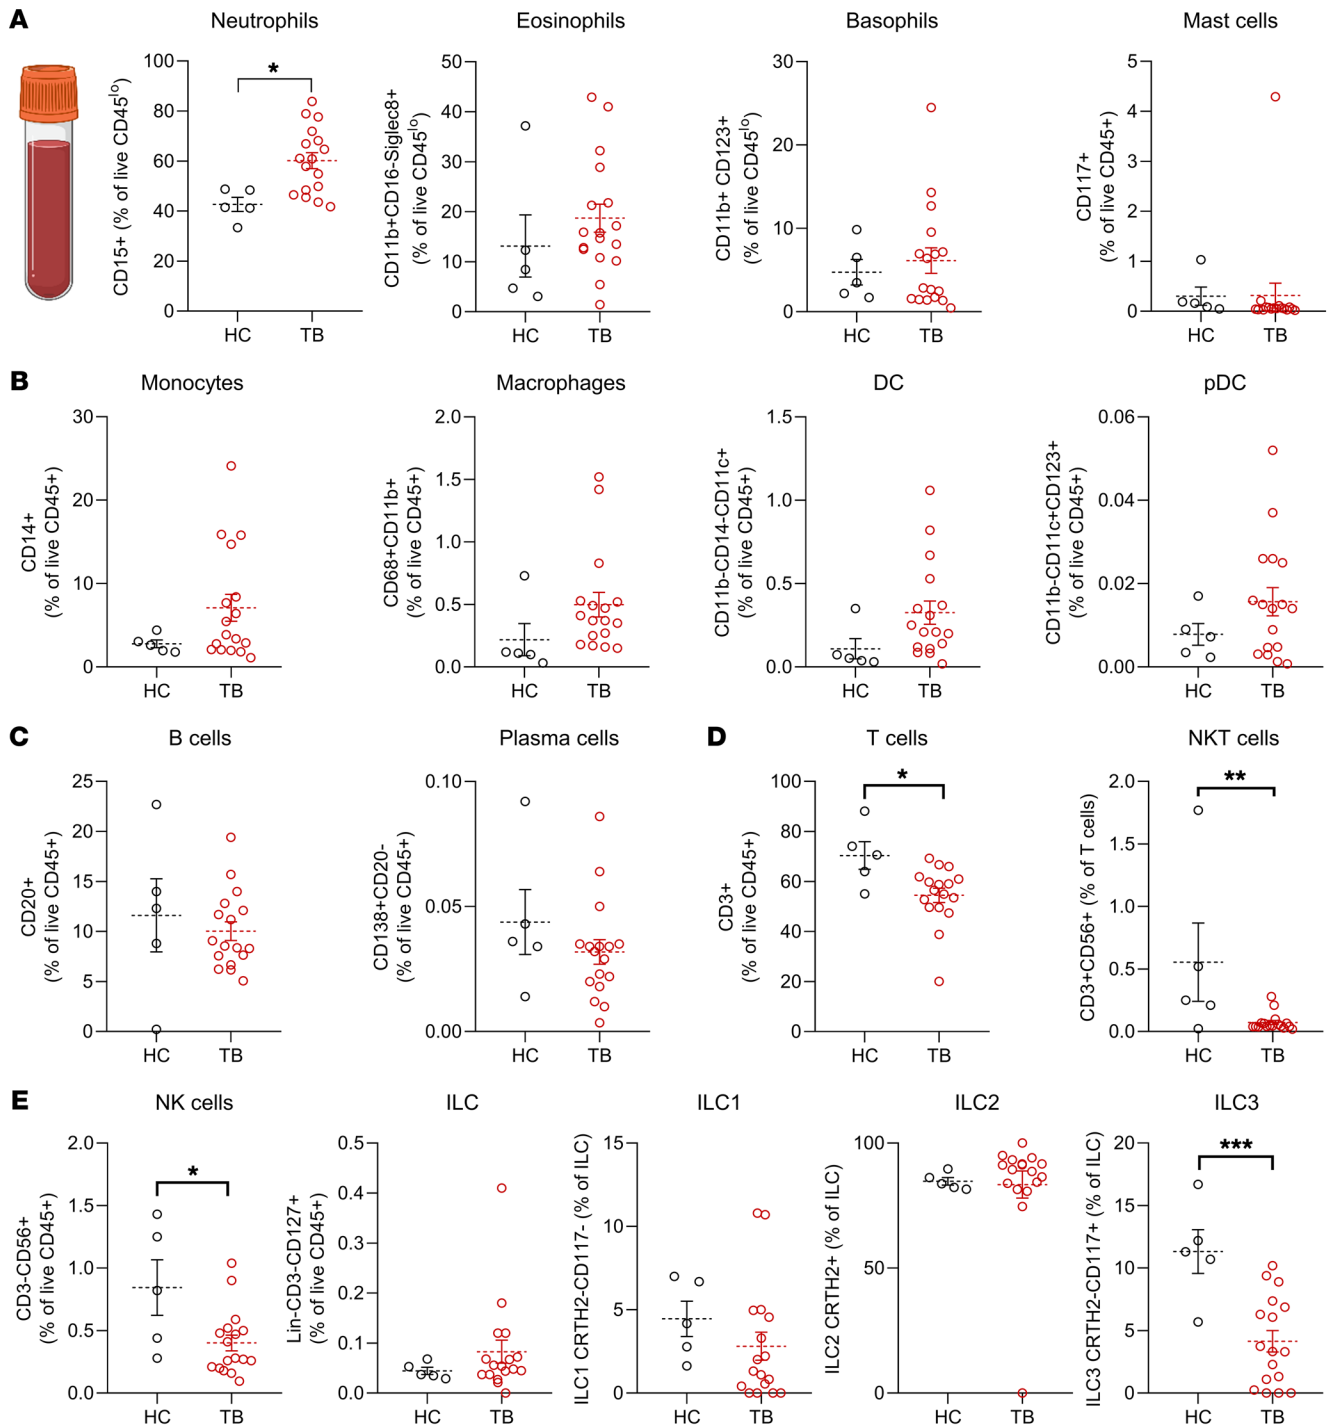 A
Neutrophils
CD15+ (% of live CD45lo)
100
80
60
40
20
0
*
HC
TB
Eosinophils
CD11b+CD16-Siglec8+
(% of live CD45lo)
50
40
30
20
10
0
HC
TB
Basophils
CD11b+ CD123+
(% of live CD45lo)
30
20
10
0
HC
TB
Mast cells
CD117+
(% of live CD45+)
5
4
3
2
1
0
HC
TB
B
Monocytes
CD14+
(% of live CD45+)
30
20
10
0
HC
TB
Macrophages
CD68+CD11b+
(% of live CD45+)
2.0
1.5
1.0
0.5
0.0
HC
TB
DC
CD11b-CD14-CD11c+
(% of live CD45+)
1.5
1.0
0.5
0.0
HC
TB
pDC
CD11b-CD11c+CD123+
(% of live CD45+)
0.06
0.04
0.02
0.00
HC
TB
C
B cells
CD20+
(% of live CD45+)
25
20
15
10
5
0
HC
TB
Plasma cells
CD138+CD20-
(% of live CD45+)
0.10
0.05
0.00
HC
TB
D
T cells
CD3+
(% of live CD45+)
100
80
60
40
20
0
*
HC
TB
NKT cells
CD3+CD56+ (% of T cells)
2.0
1.5
1.0
0.5
0.0
**
HC
TB
E
NK cells
CD3-CD56+
(% of live CD45+)
2.0
1.5
1.0
0.5
0.0
*
HC
TB
ILC
Lin-CD3-CD127+
(% of live CD45+)
0.5
0.4
0.3
0.2
0.1
0.0
HC
TB
ILC1
ILC1 CRTH2-CD117- (% of ILC)
15
10
5
0
HC
TB
ILC2
ILC2 CRTH2+ (% of ILC)
100
50
0
HC
TB
ILC3
ILC3 CRTH2-CD117+ (% of ILC)
20
15
10
5
0
***
HC
TB